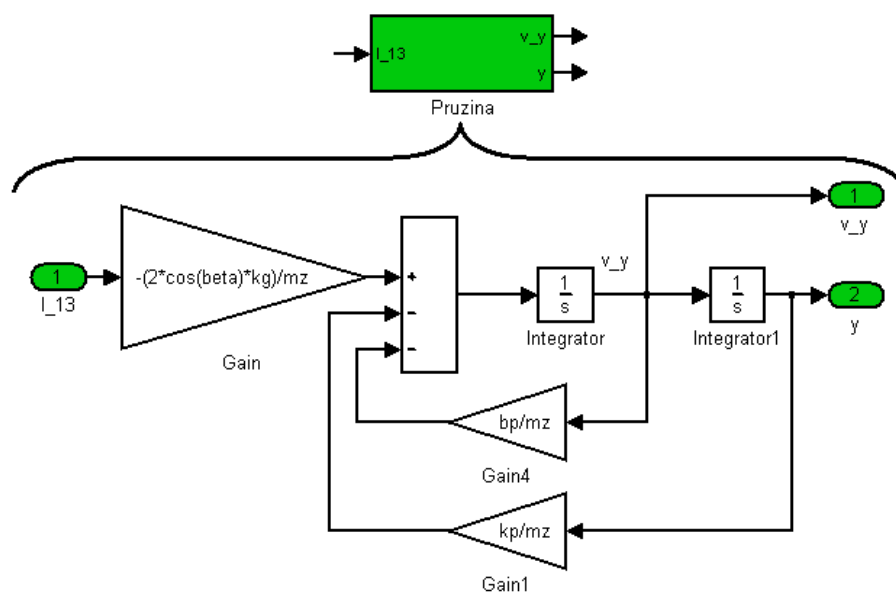 v_y
I_13
y
Pruzina
1
v_y
-(2*cos(beta)*kg)/mz
+
1
I_13
-
-
v_y
1
s
1
s
2
y
Integrator
Integrator1
Gain
bp/mz
Gain4
kp/mz
Gain1